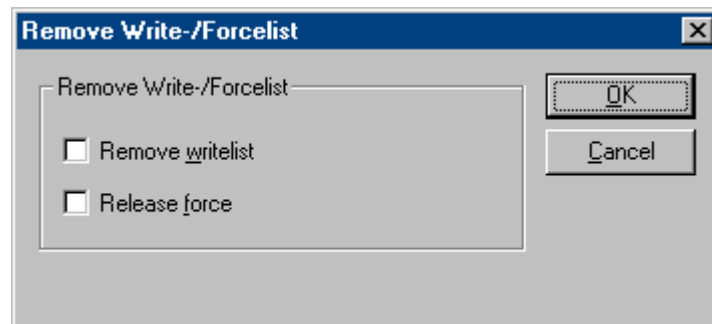 Remove Write-/Forcelist
Remove Write-/Forcelist
OK
Remove writelist
Cancel
Release force